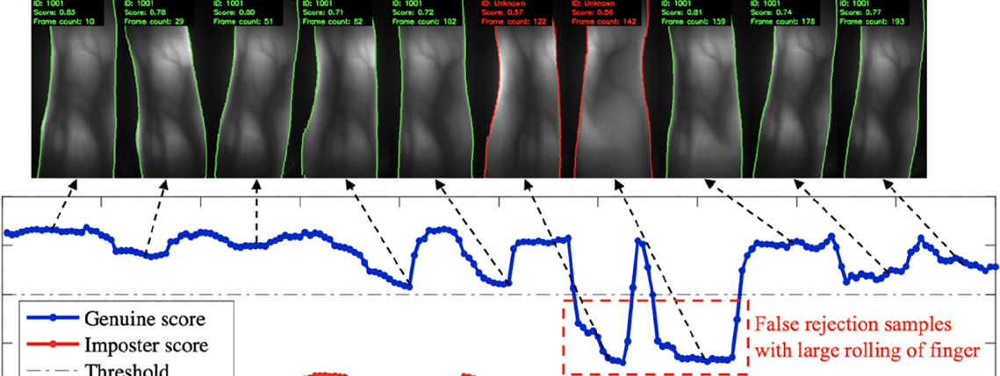 ID: 1001
Score: 0.83
Frame count: 10
ID: 1001
Score: 0.78
Frame count: 29
ID: 1001
Score: 0.80
Frame count: 51
ID: 1001
Score: 0.71
Frame count: 82
ID: 1001
Score: 0.72
Frame count: 102
ID: Unknown
Score: 0.57
Frame count: 122
ID: Unknown
Score: 0.56
Frame count: 142
ID: 1001
Score: 0.81
Frame count: 159
ID: 1001
Score: 0.74
Frame count: 178
ID: 1001
Score: 0.77
Frame count: 193
Genuine score
Imposter score
Threshold
False rejection samples
with large rolling of finger